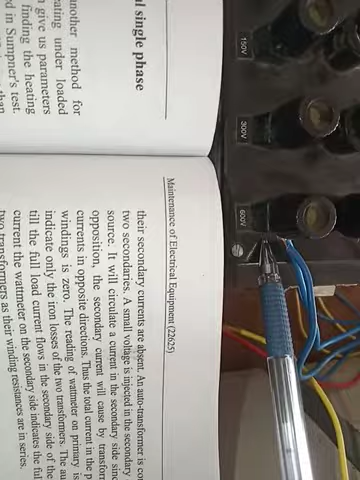 al single phase
another method for
ating under loaded
n give us parameters
finding the heating
d in Sumpner's test.
than
Maintenance of Electrical Equipment (22625)
their secondary currents are absent. An auto-transformer is con
two secondaries. A small voltage is injected in the secondary
source. It will circulate a current in the secondary side sinc
opposition, the secondary current will cause by transfor
currents in opposite directions. Thus the total current in the p
windings is zero. The reading of wattmeter on primary is
indicate only the iron losses of the two transformers. The au
till the full load current flows in the secondary side of the
current the wattmeter on the secondary side indicates the ful
two transformers as their winding resistances are in series.
150V
300V
600V